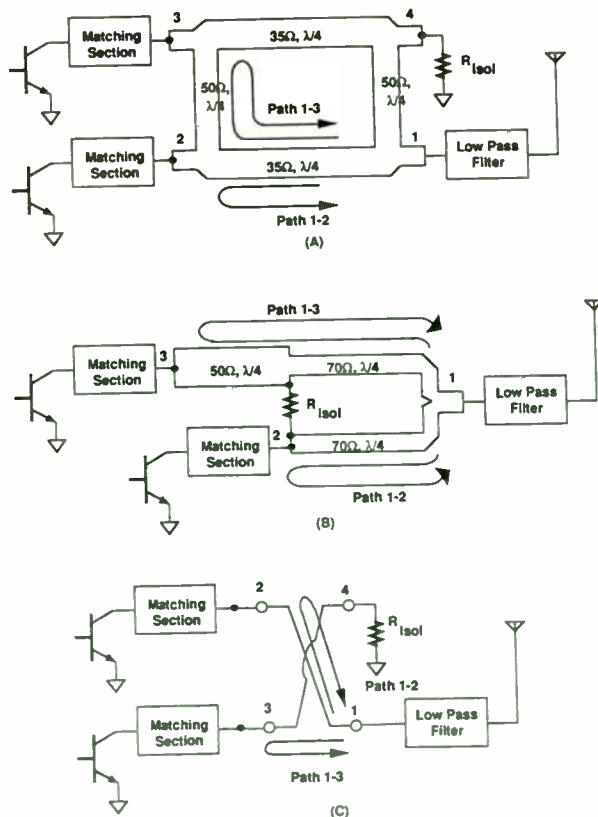 3
4
Matching
Section
35Ω, λ/4
R Isol
50Ω,
λ/4
50Ω,
λ/4
Path 1-3
2
1
Matching
Section
Low Pass
Filter
35Ω, λ/4
Path 1-2
(A)
Path 1-3
3
Matching
Section
50Ω, λ/4
70Ω, λ/4
1
Low Pass
Filter
R Isol
2
Matching
Section
70Ω, λ/4
Path 1-2
(B)
2
4
Matching
Section
R Isol
Path 1-2
3
1
Matching
Section
Low Pass
Filter
Path 1-3
(C)